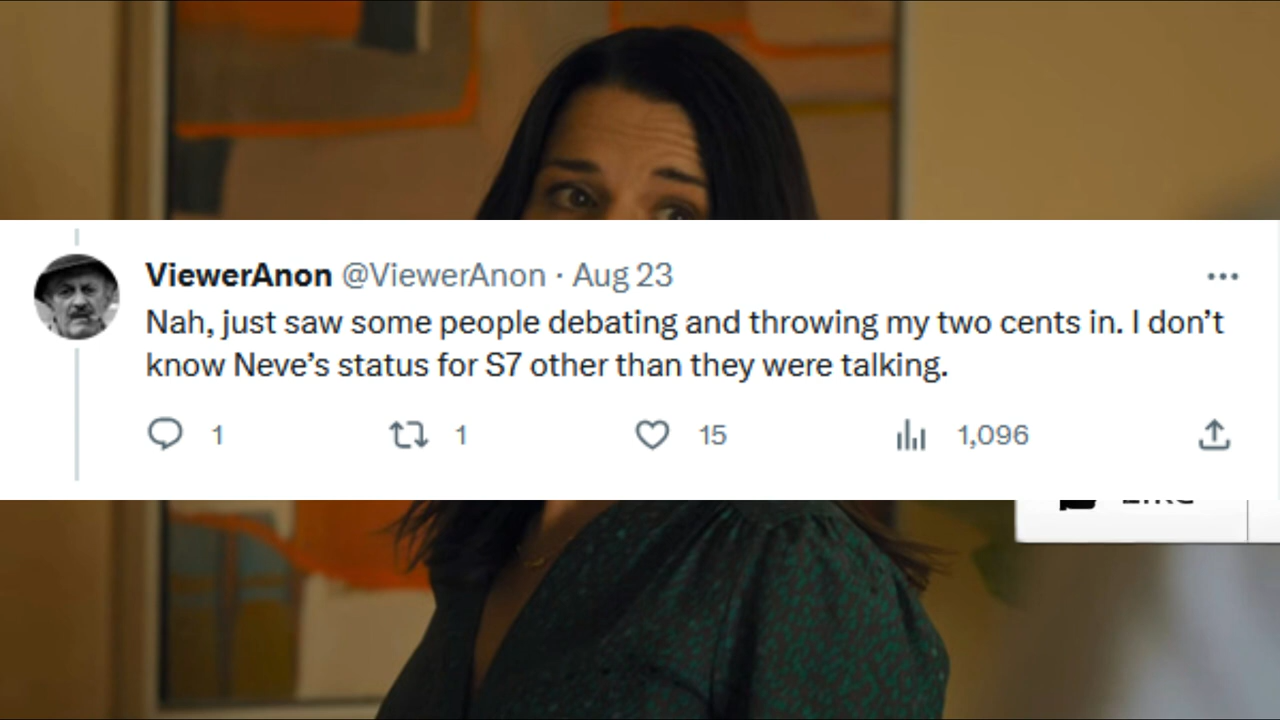 ViewerAnon @ViewerAnon · Aug 23
Nah, just saw some people debating and throwing my two cents in. I don’t
know Neve’s status for S7 other than they were talking.
1 1 15 1,096